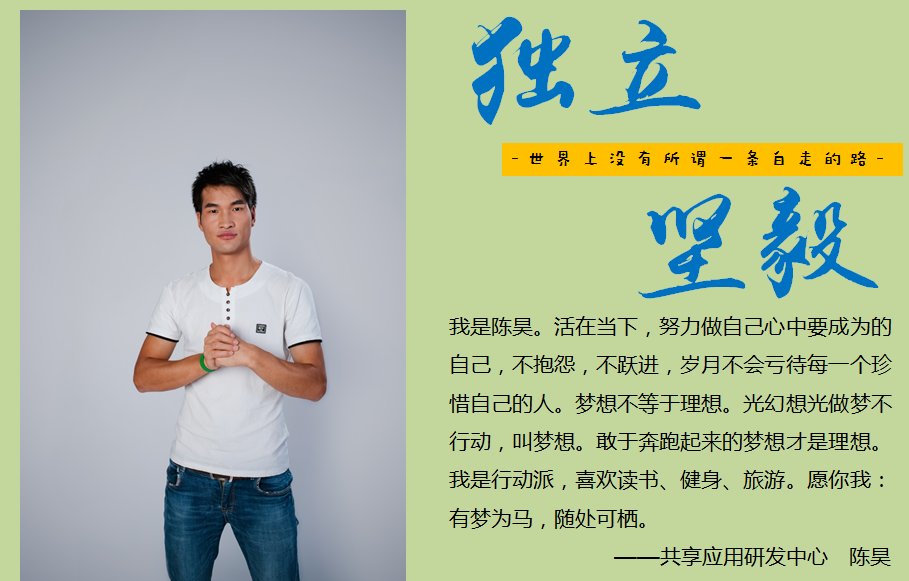 独立
-世界上没有所谓一条白走的路-
坚毅
我是陈昊。活在当下，努力做自己心中要成为的
自己，不抱怨，不跃进，岁月不会亏待每一个珍
惜自己的人。梦想不等于理想。光幻想光做梦不
行动，叫梦想。敢于奔跑起来的梦想才是理想。
我是行动派，喜欢读书、健身、旅游。愿你我：
有梦为马，随处可栖。
——共享应用研发中心　陈昊